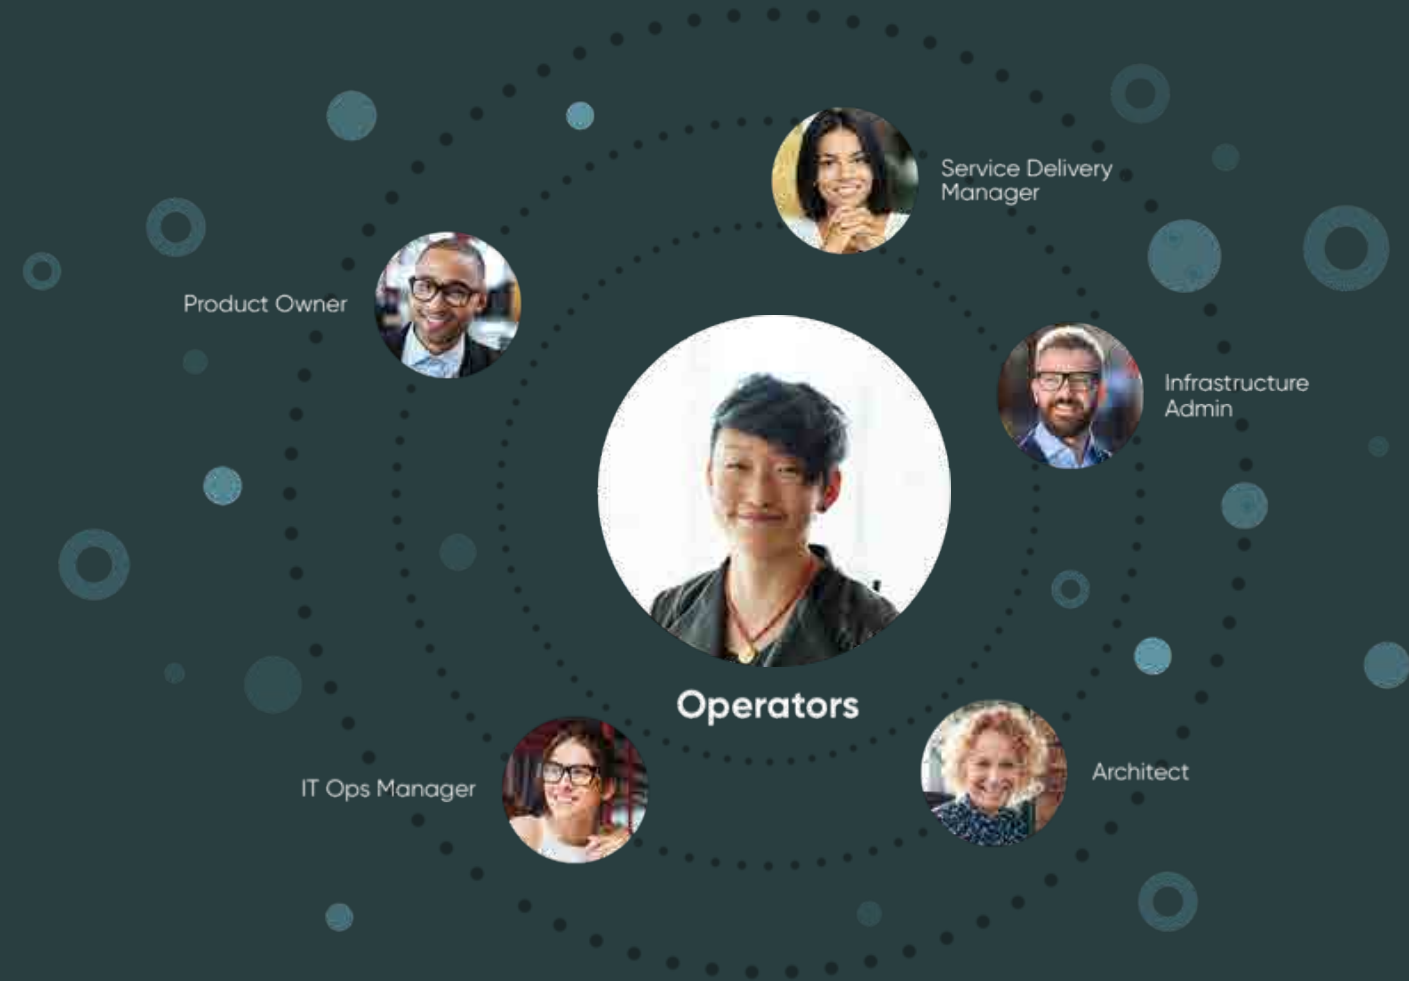 Service Delivery
Manager
Product Owner
Infrastructure
Admin
Operators
Architect
IT Ops Manager